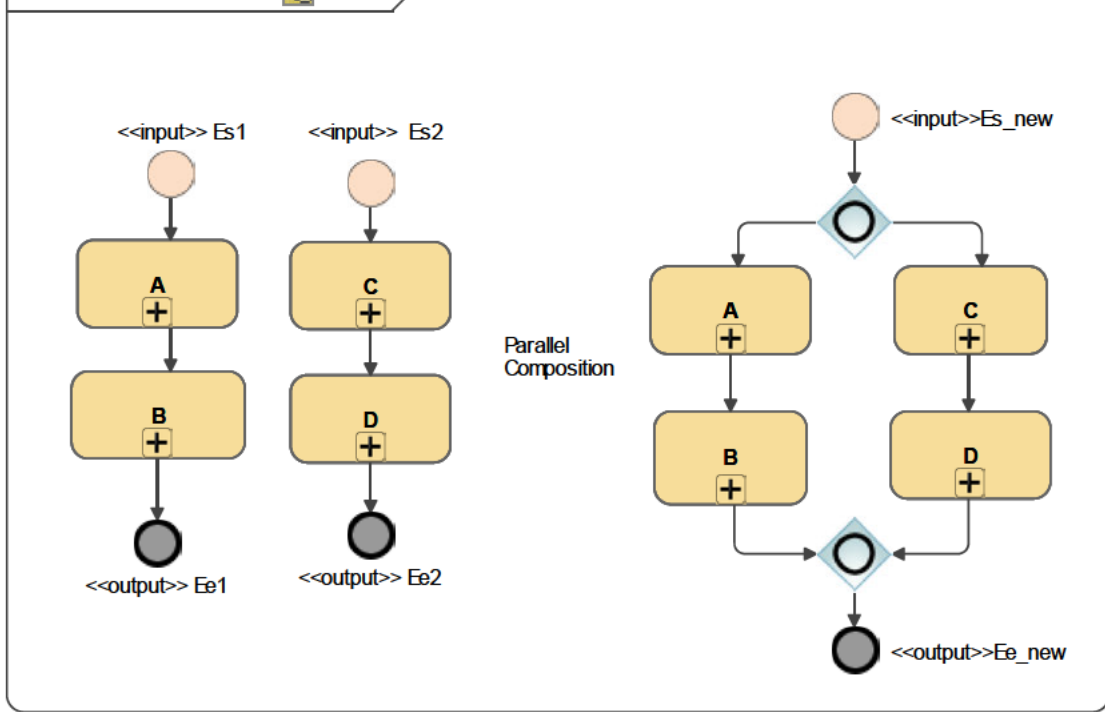 <<input>> Es1
<<input>> Es2
<<input>>Es_new
A
C
A
C
Parallel
Composition
B
D
B
D
<<output>> Ee1
<<output>> Ee2
<<output>>Ee_new